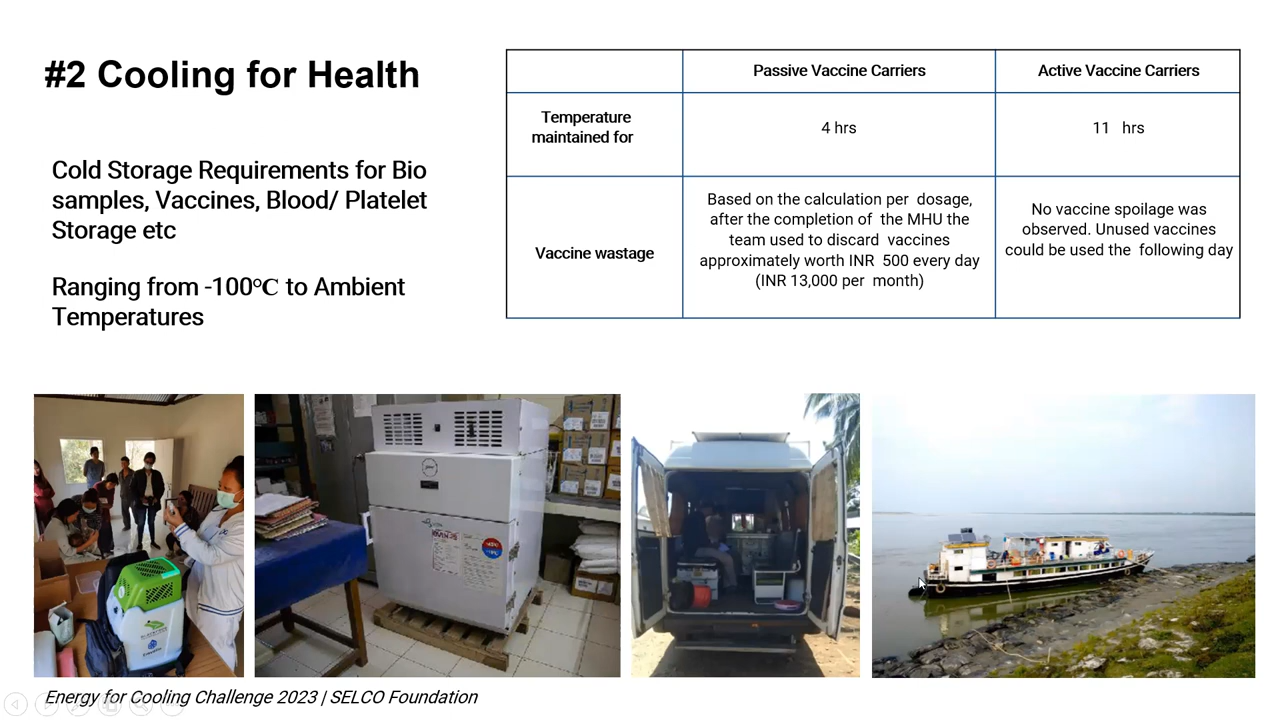 #2 Cooling for Health
Cold Storage Requirements for Bio
samples, Vaccines, Blood/ Platelet
Storage etc
Ranging from -100°C to Ambient
Temperatures
Passive Vaccine Carriers
Active Vaccine Carriers
Temperature
maintained for
4 hrs
11 hrs
Vaccine wastage
Based on the calculation per dosage,
after the completion of the MHU the
team used to discard vaccines
approximately worth INR 500 every day
(INR 13,000 per month)
No vaccine spoilage was
observed. Unused vaccines
could be used the following day
Energy for Cooling Challenge 2023 | SELCO Foundation